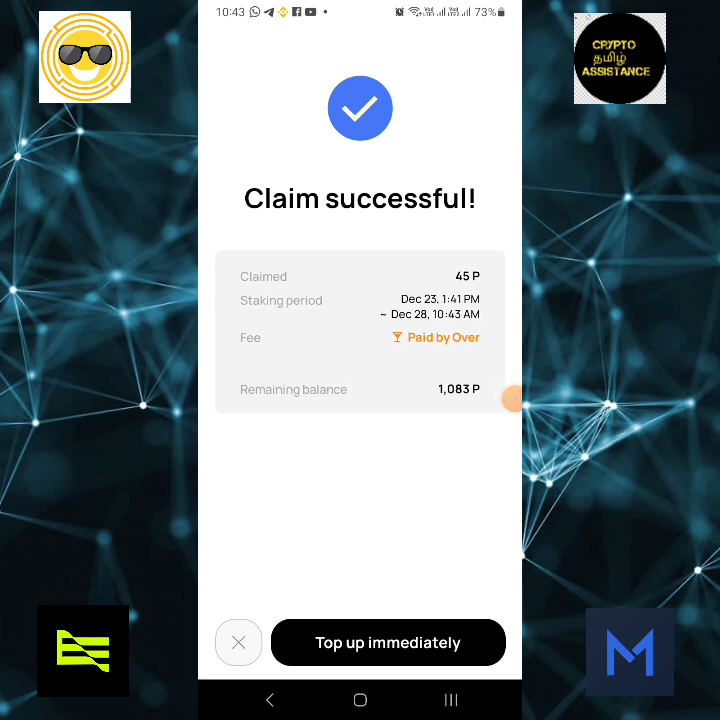 10:43
73%
CRYPTO
தமிழ்
ASSISTANCE
Claim successful!
Claimed 45 P
Staking period Dec 23, 1:41 PM
~ Dec 28, 10:43 AM
Fee Paid by Over
Remaining balance 1,083 P
Top up immediately